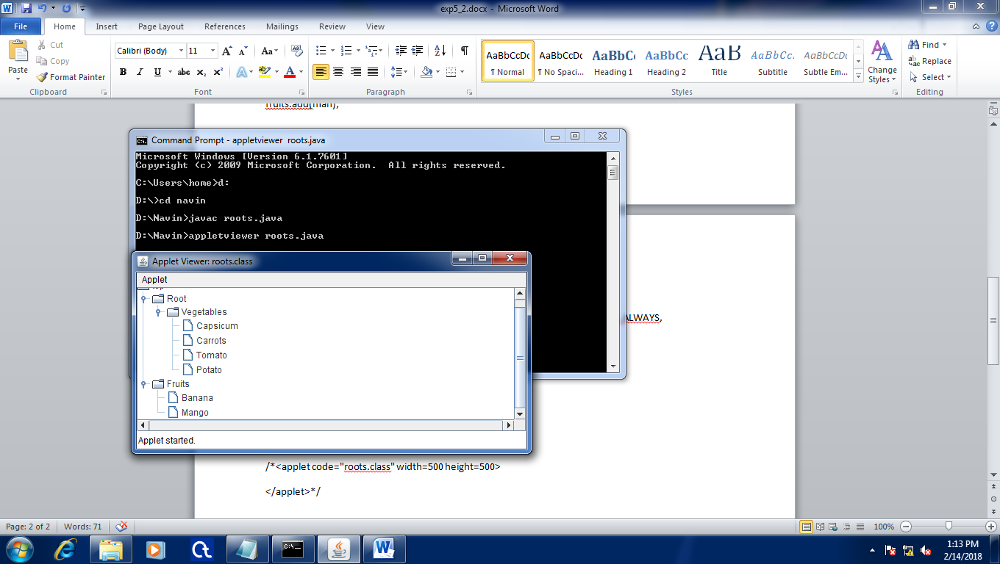 exp5_2.docx - Microsoft Word
File Home Insert Page Layout References Mailings Review View
Paste
Cut
Copy
Format Painter
Clipboard
Calibri (Body) 11
Font
Paragraph
AaBbCcDc AaBbCcDc AaBbCc AaBbCc AaBbCcI AaBbCcDc
¶ Normal ¶ No Spaci... Heading 1 Heading 2 Title Subtitle Subtle Em...
Change Styles
Styles
Find
Replace
Select
Editing
fruits.add(man);
Command Prompt - appletviewer roots.java
Microsoft Windows [Version 6.1.7601]
Copyright (c) 2009 Microsoft Corporation. All rights reserved.
C:\Users\home>d:
D:\>cd navin
D:\Navin>javac roots.java
D:\Navin>appletviewer roots.java
Applet Viewer: roots.class
Applet
Root
Vegetables
Capsicum
Carrots
Tomato
Potato
Fruits
Banana
Mango
Applet started.
ALWAYS,
/*<applet code="roots.class" width=500 height=500>
</applet>*/
Page: 2 of 2 Words: 71
100%
1:13 PM
2/14/2018